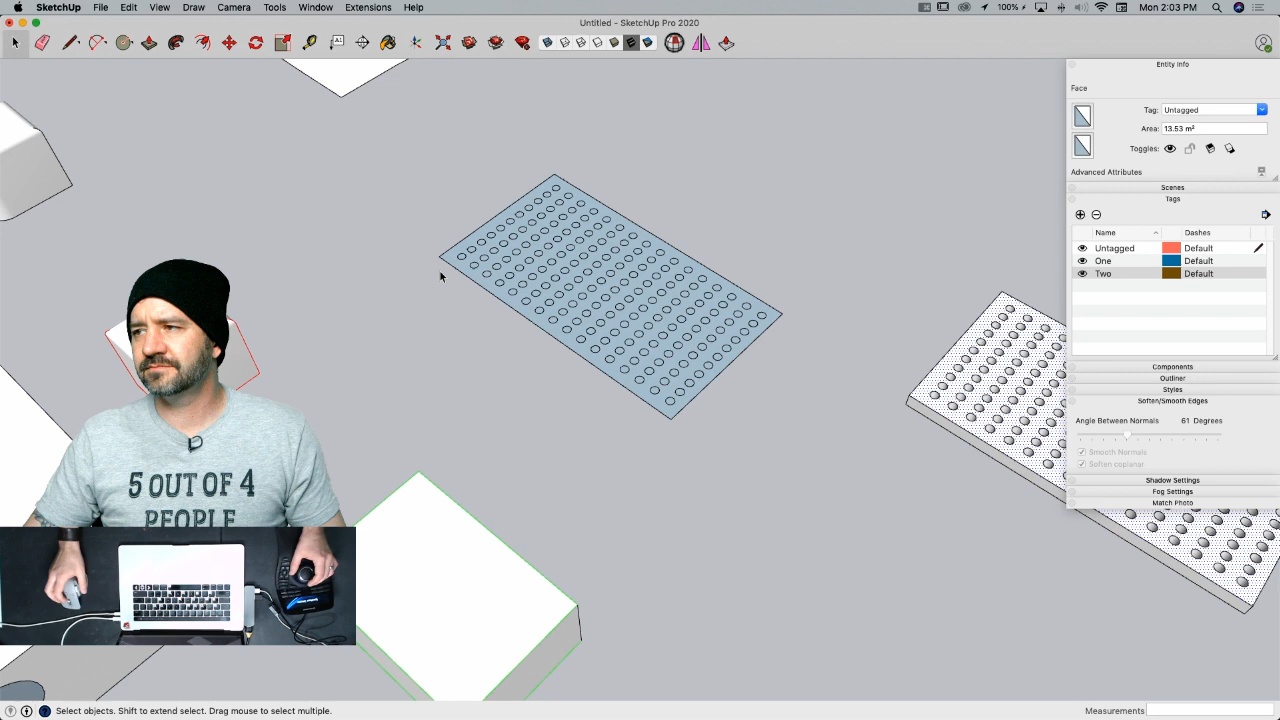 SketchUp File Edit View Draw Camera Tools Window Extensions Help
100% Mon 2:03 PM
Untitled - SketchUp Pro 2020
Entity Info
Face
Tag: Untagged
Area: 13.53 m²
Toggles:
Advanced Attributes
Scenes
Tags
Name Dashes
Untagged Default
One Default
Two Default
Components
Outliner
Styles
Soften/Smooth Edges
Angle Between Normals 61 Degrees
Smooth Normals
Soften coplanar
Shadow Settings
Fog Settings
Match Photo
5 OUT OF 4
PEOPLE
Select objects. Shift to extend select. Drag mouse to select multiple.
Measurements